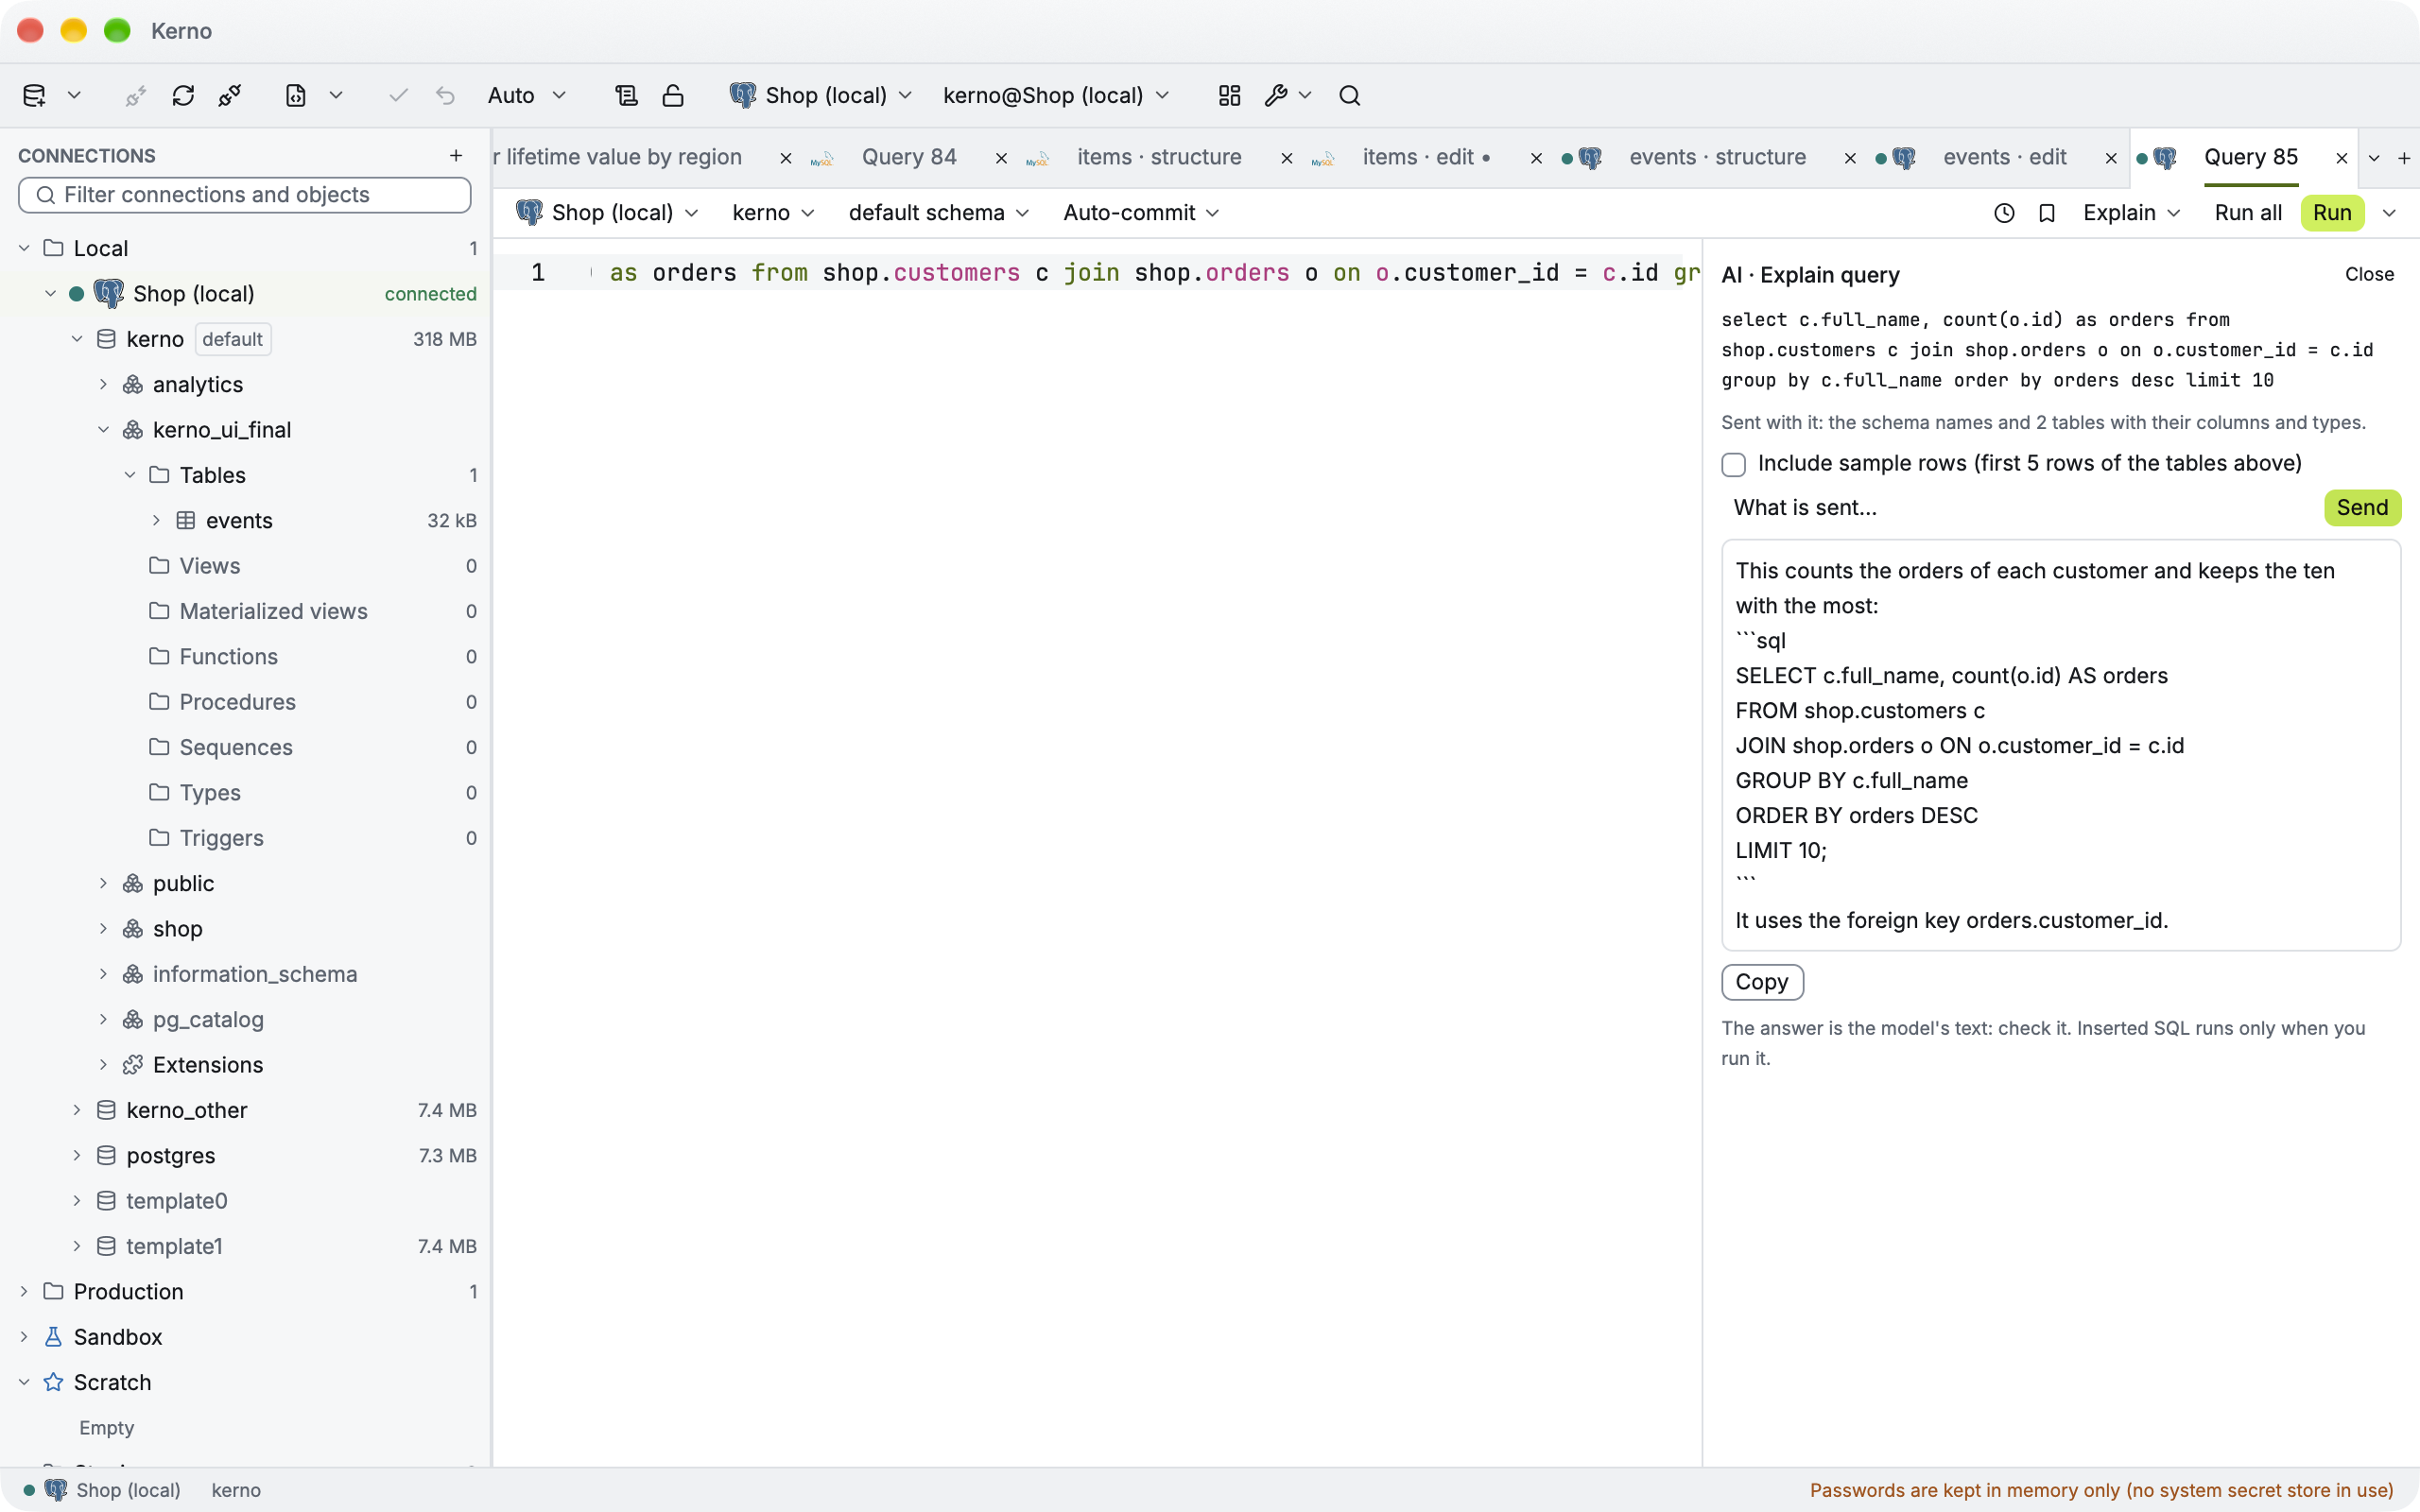 Kerno
Auto
Shop (local)
kerno@Shop (local)
CONNECTIONS
Filter connections and objects
Local 1
Shop (local) connected
kerno default 318 MB
analytics
kerno_ui_final
Tables 1
events 32 kB
Views 0
Materialized views 0
Functions 0
Procedures 0
Sequences 0
Types 0
Triggers 0
public
shop
information_schema
pg_catalog
Extensions
kerno_other 7.4 MB
postgres 7.3 MB
template0
template1 7.4 MB
Production 1
Sandbox
Scratch
Empty
r lifetime value by region
MySQL Query 84
MySQL items · structure
MySQL items · edit •
events · structure
events · edit
Query 85
Shop (local) kerno default schema Auto-commit Explain Run all Run
1 as orders from shop.customers c join shop.orders o on o.customer_id = c.id gr
AI · Explain query Close
select c.full_name, count(o.id) as orders from
shop.customers c join shop.orders o on o.customer_id = c.id
group by c.full_name order by orders desc limit 10
Sent with it: the schema names and 2 tables with their columns and types.
Include sample rows (first 5 rows of the tables above)
What is sent... Send
This counts the orders of each customer and keeps the ten
with the most:
```sql
SELECT c.full_name, count(o.id) AS orders
FROM shop.customers c
JOIN shop.orders o ON o.customer_id = c.id
GROUP BY c.full_name
ORDER BY orders DESC
LIMIT 10;
```
It uses the foreign key orders.customer_id.
Copy
The answer is the model's text: check it. Inserted SQL runs only when you
run it.
Shop (local) kerno
Passwords are kept in memory only (no system secret store in use)